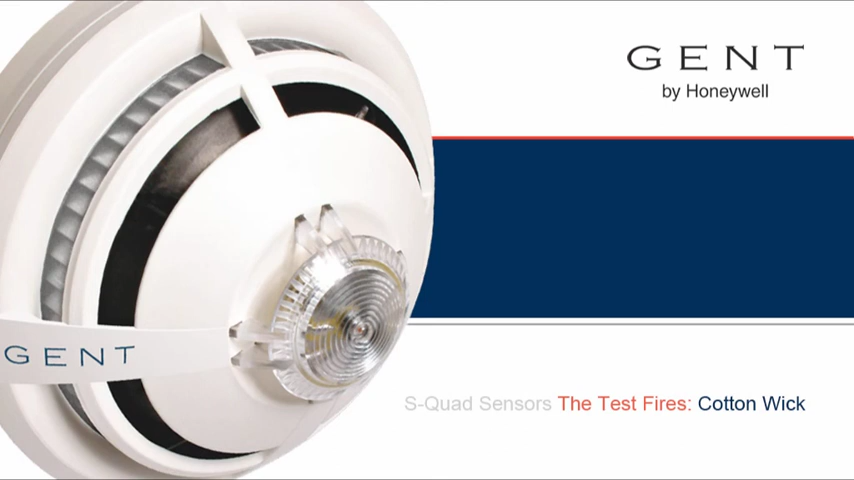 GENT
by Honeywell
GENT
S-Quad Sensors The Test Fires: Cotton Wick